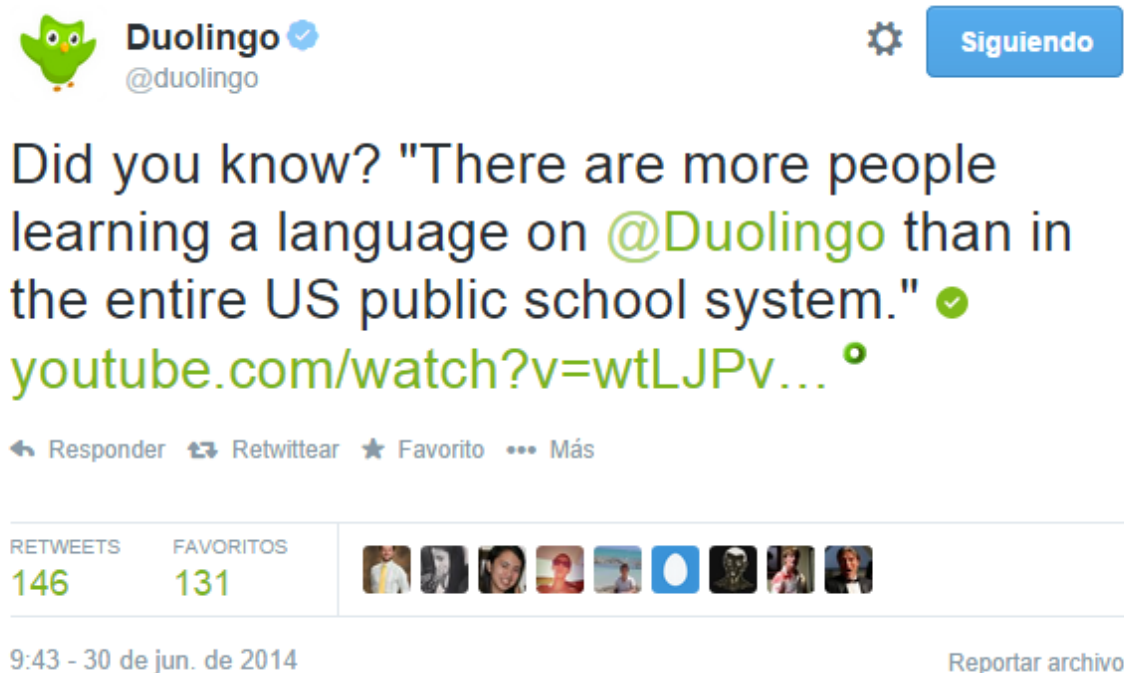 Duolingo
@duolingo
Siguiendo
Did you know? "There are more people
learning a language on @Duolingo than in
the entire US public school system."
youtube.com/watch?v=wtLJPv...
Responder Retwittear Favorito Más
RETWEETS FAVORITOS
146 131
9:43 - 30 de jun. de 2014 Reportar archivo